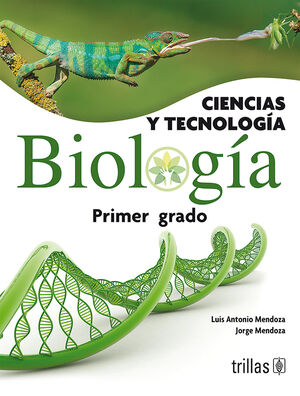 CIENCIAS
Y TECNOLOGÍA
Biología
Primer grado
Luis Antonio Mendoza
Jorge Mendoza
trillas